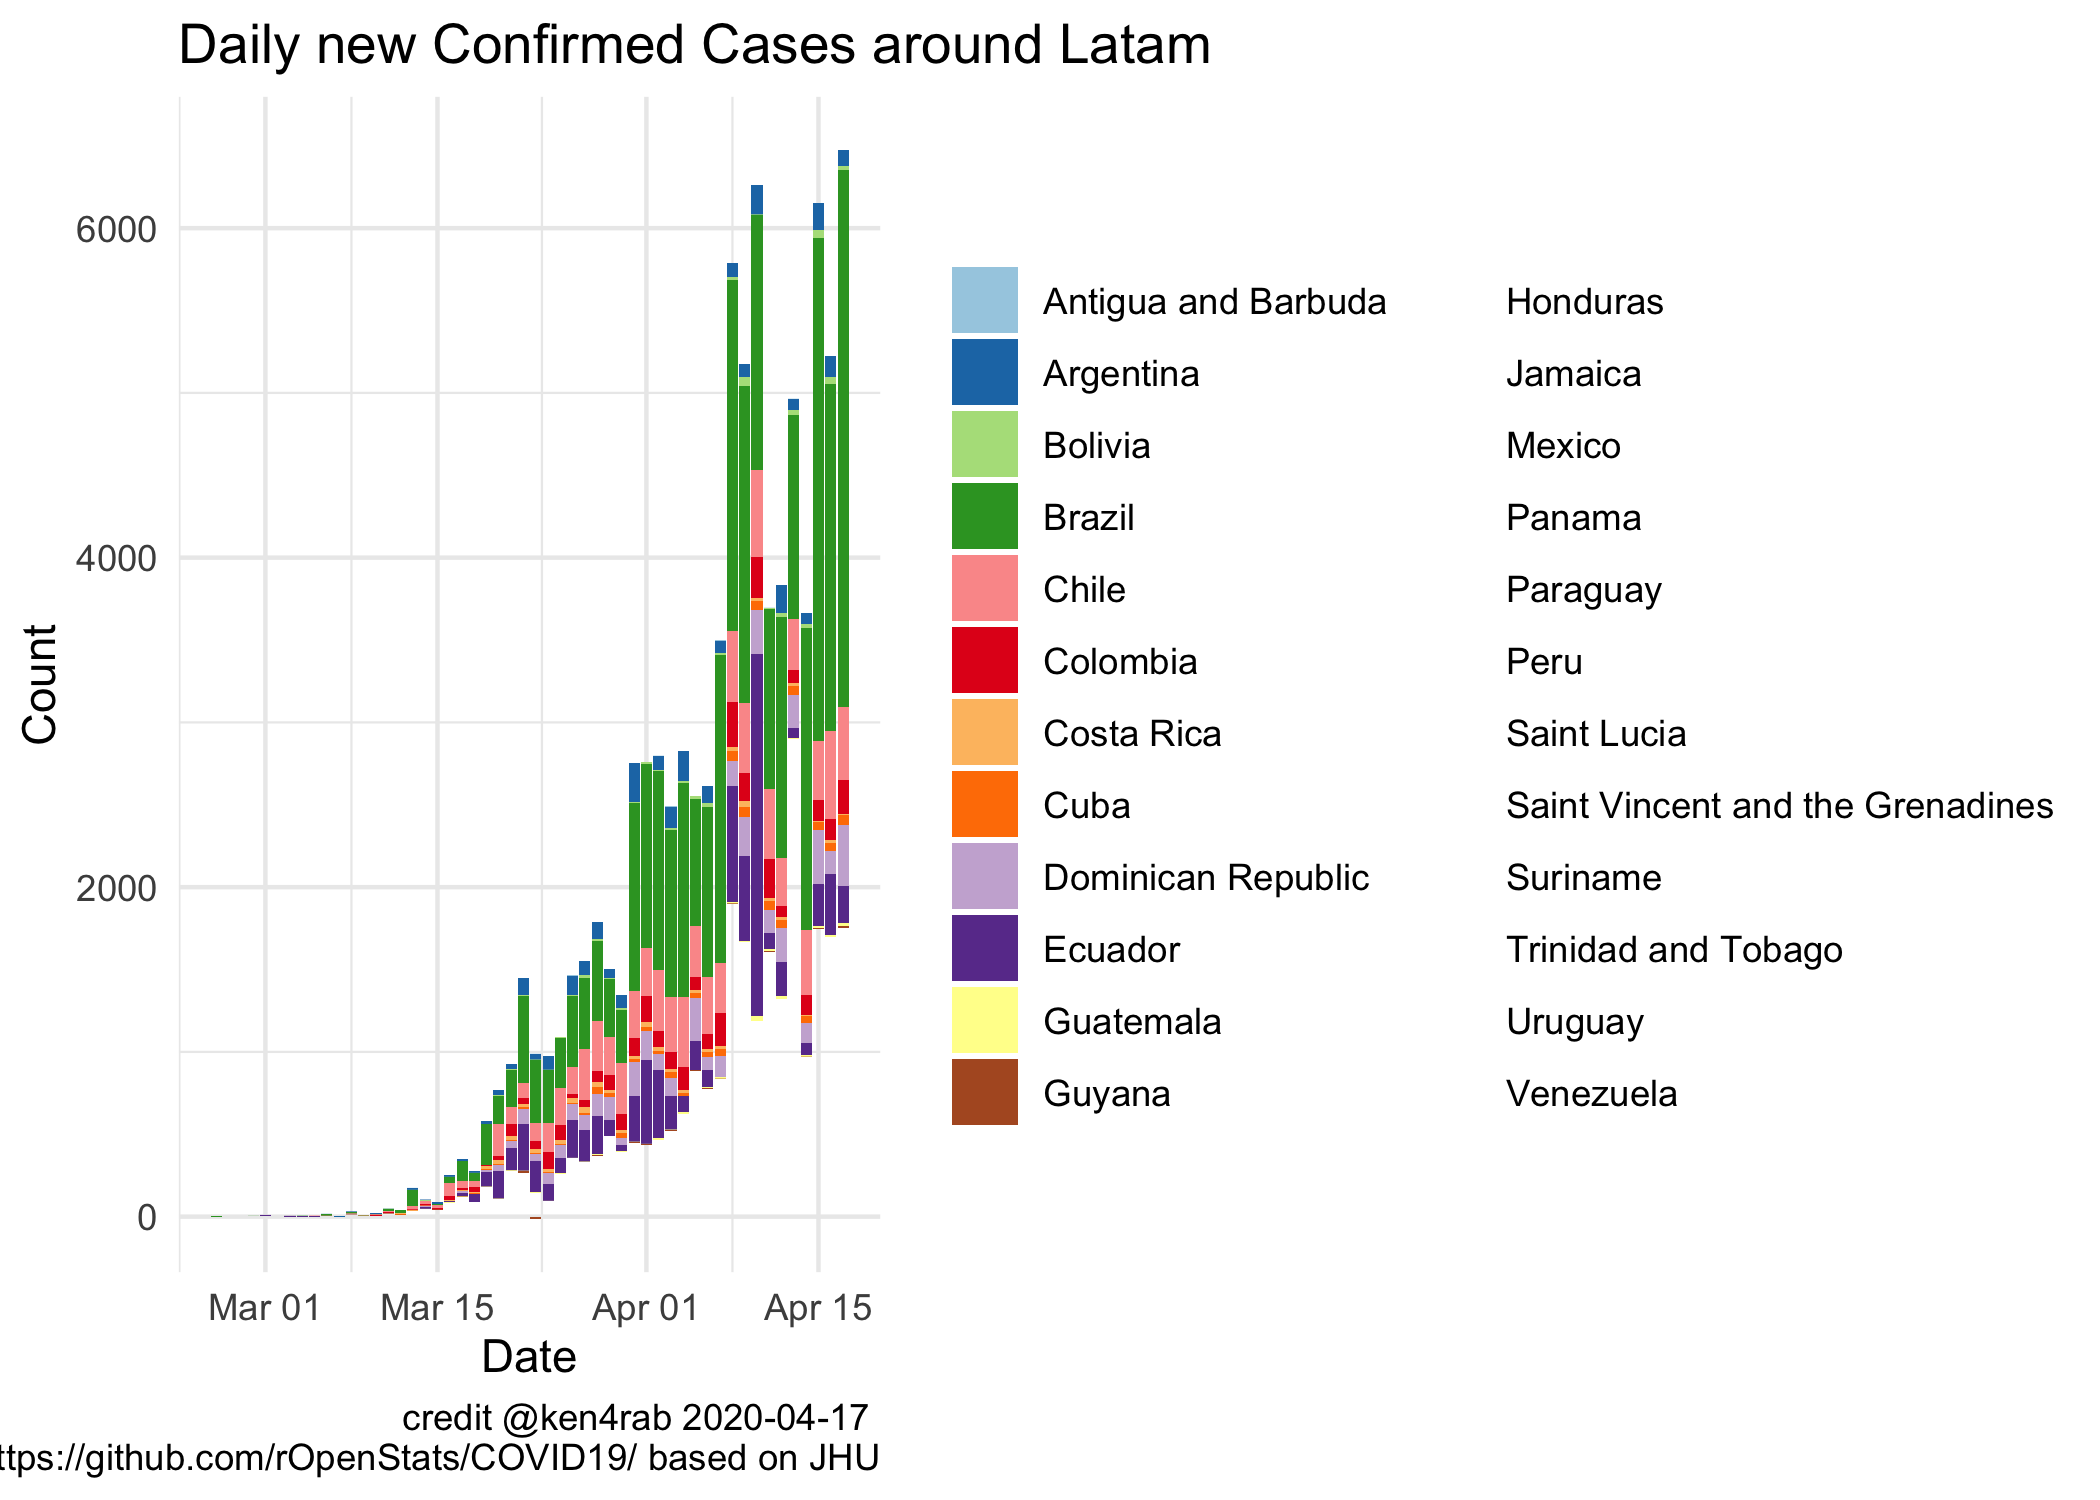 Daily new Confirmed Cases around Latam
Count
6000
4000
2000
0
Mar 01 Mar 15 Apr 01 Apr 15
Date
Antigua and Barbuda
Argentina
Bolivia
Brazil
Chile
Colombia
Costa Rica
Cuba
Dominican Republic
Ecuador
Guatemala
Guyana
Honduras
Jamaica
Mexico
Panama
Paraguay
Peru
Saint Lucia
Saint Vincent and the Grenadines
Suriname
Trinidad and Tobago
Uruguay
Venezuela
credit @ken4rab 2020-04-17
ttps://github.com/rOpenStats/COVID19/ based on JHU